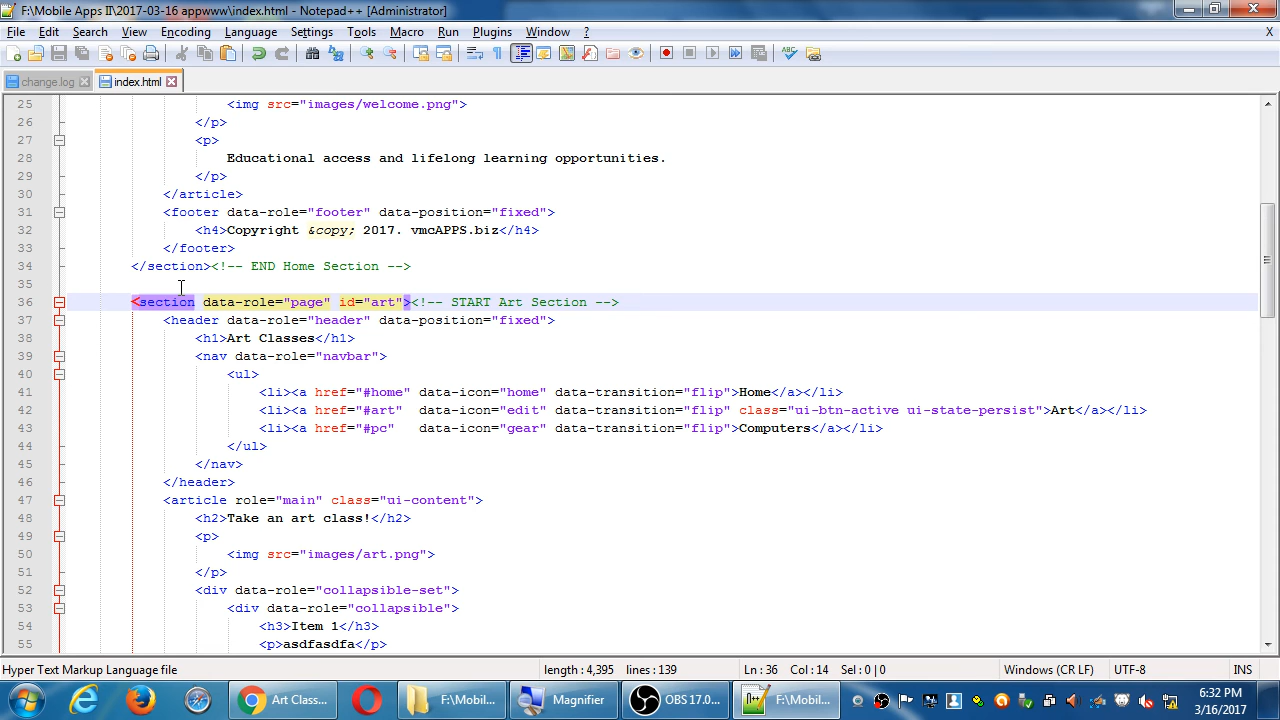 F:\Mobile Apps II\2017-03-16 appwww\index.html - Notepad++ [Administrator]
File Edit Search View Encoding Language Settings Tools Macro Run Plugins Window ? X
change.log index.html
25 <img src="images/welcome.png">
26 </p>
27 <p>
28 Educational access and lifelong learning opportunities.
29 </p>
30 </article>
31 <footer data-role="footer" data-position="fixed">
32 <h4>Copyright &copy; 2017. vmcAPPS.biz</h4>
33 </footer>
34 </section><!-- END Home Section -->
35
36 <section data-role="page" id="art"><!-- START Art Section -->
37 <header data-role="header" data-position="fixed">
38 <h1>Art Classes</h1>
39 <nav data-role="navbar">
40 <ul>
41 <li><a href="#home" data-icon="home" data-transition="flip">Home</a></li>
42 <li><a href="#art"  data-icon="edit" data-transition="flip" class="ui-btn-active ui-state-persist">Art</a></li>
43 <li><a href="#pc"   data-icon="gear" data-transition="flip">Computers</a></li>
44 </ul>
45 </nav>
46 </header>
47 <article role="main" class="ui-content">
48 <h2>Take an art class!</h2>
49 <p>
50 <img src="images/art.png">
51 </p>
52 <div data-role="collapsible-set">
53 <div data-role="collapsible">
54 <h3>Item 1</h3>
55 <p>asdfasdfa</p>
Hyper Text Markup Language file length : 4,395 lines : 139 Ln : 36 Col : 14 Sel : 0 | 0 Windows (CR LF) UTF-8 INS
Art Class... F:\Mobil... Magnifier OBS 17.0... F:\Mobil... 6:32 PM
3/16/2017